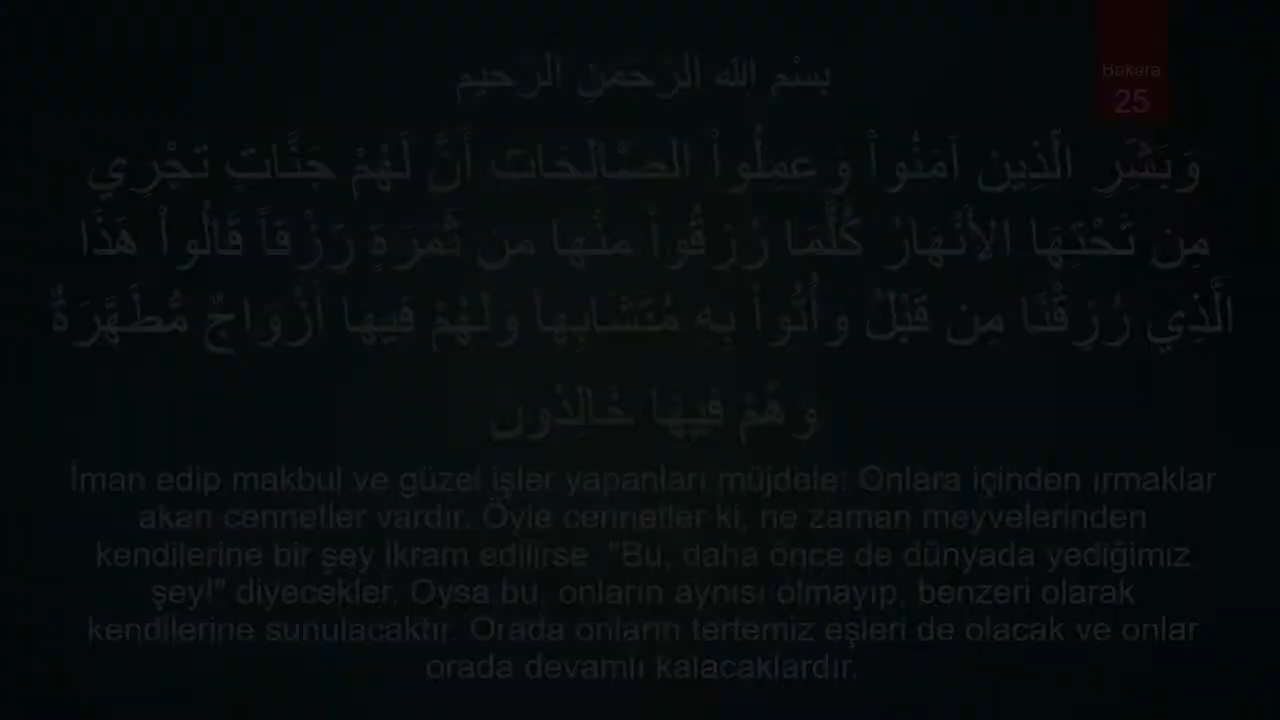 Bakara
25
بسْمِ اللهِ الرَّحْمَنِ الرَّحِيمِ
وَبَشِّرِ الَّذِين آمَنُواْ وَعَمِلُواْ الصَّالِحَاتِ أَنَّ لَهُمْ جَنَّاتٍ تَجْرِي
مِن تَحْتِهَا الأَنْهَارُ كُلَّمَا رُزِقُواْ مِنْهَا مِن ثَمَرَةٍ رِّزْقاً قَالُواْ هَذَا
الَّذِي رُزِقْنَا مِن قَبْلُ وَأُتُواْ بِهِ مُتَشَابِهاً وَلَهُمْ فِيهَا أَزْوَاجٌ مُّطَهَّرَةٌ
وَهُمْ فِيهَا خَالِدُونَ
İman edip makbul ve güzel işler yapanları müjdele: Onlara içinden ırmaklar
akan cennetler vardır. Öyle cennetler ki, ne zaman meyvelerinden
kendilerine bir şey ikram edilirse "Bu, daha önce de dünyada yediğimiz
şey!" diyecekler. Oysa bu, onların aynısı olmayıp, benzeri olarak
kendilerine sunulacaktır. Orada onların tertemiz eşleri de olacak ve onlar
orada devamlı kalacaklardır.